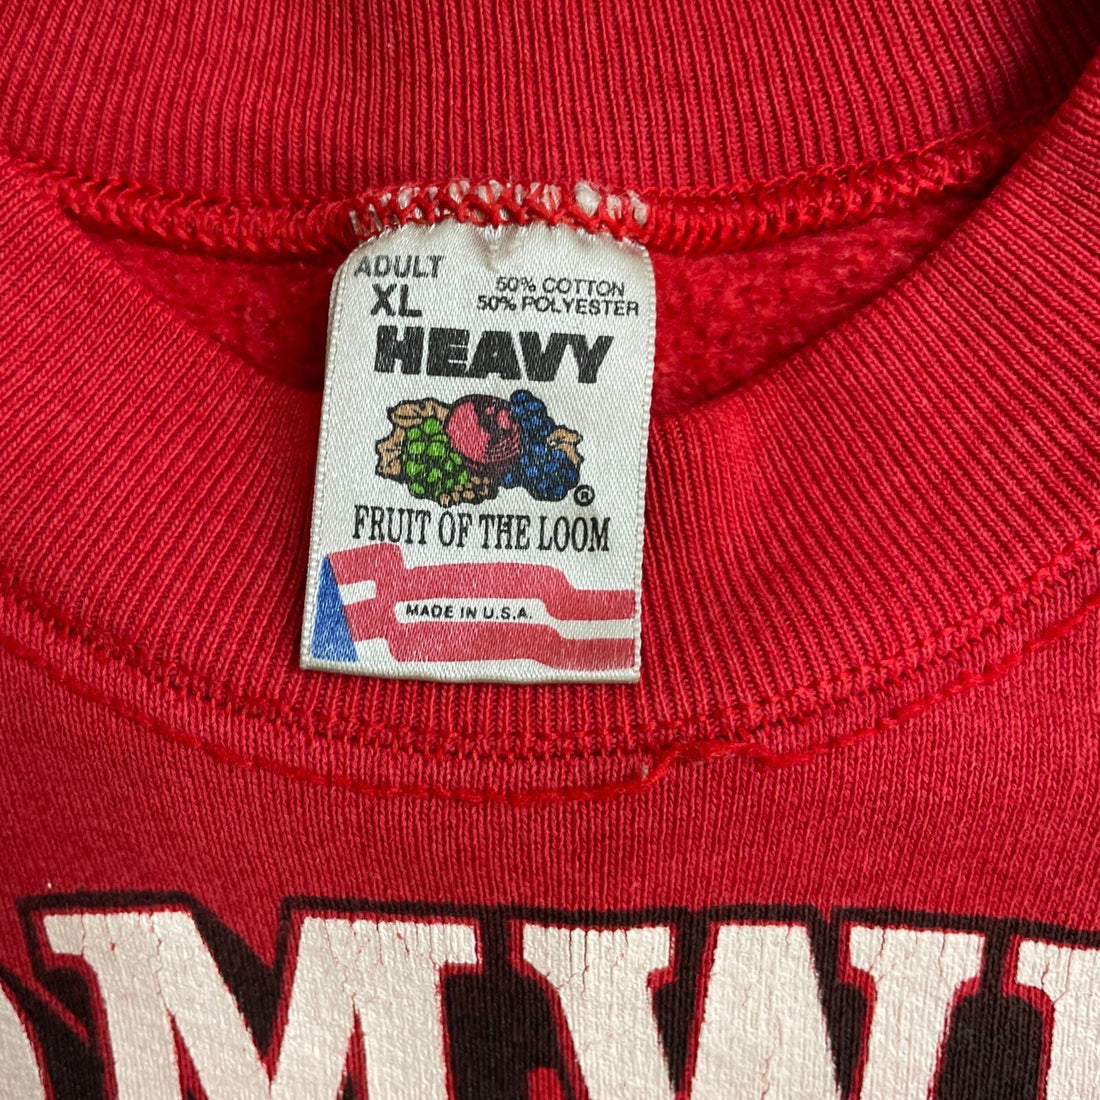 ADULT
XL
50% COTTON
50% POLYESTER
HEAVY
®
FRUIT OF THE LOOM
MADE IN U.S.A.